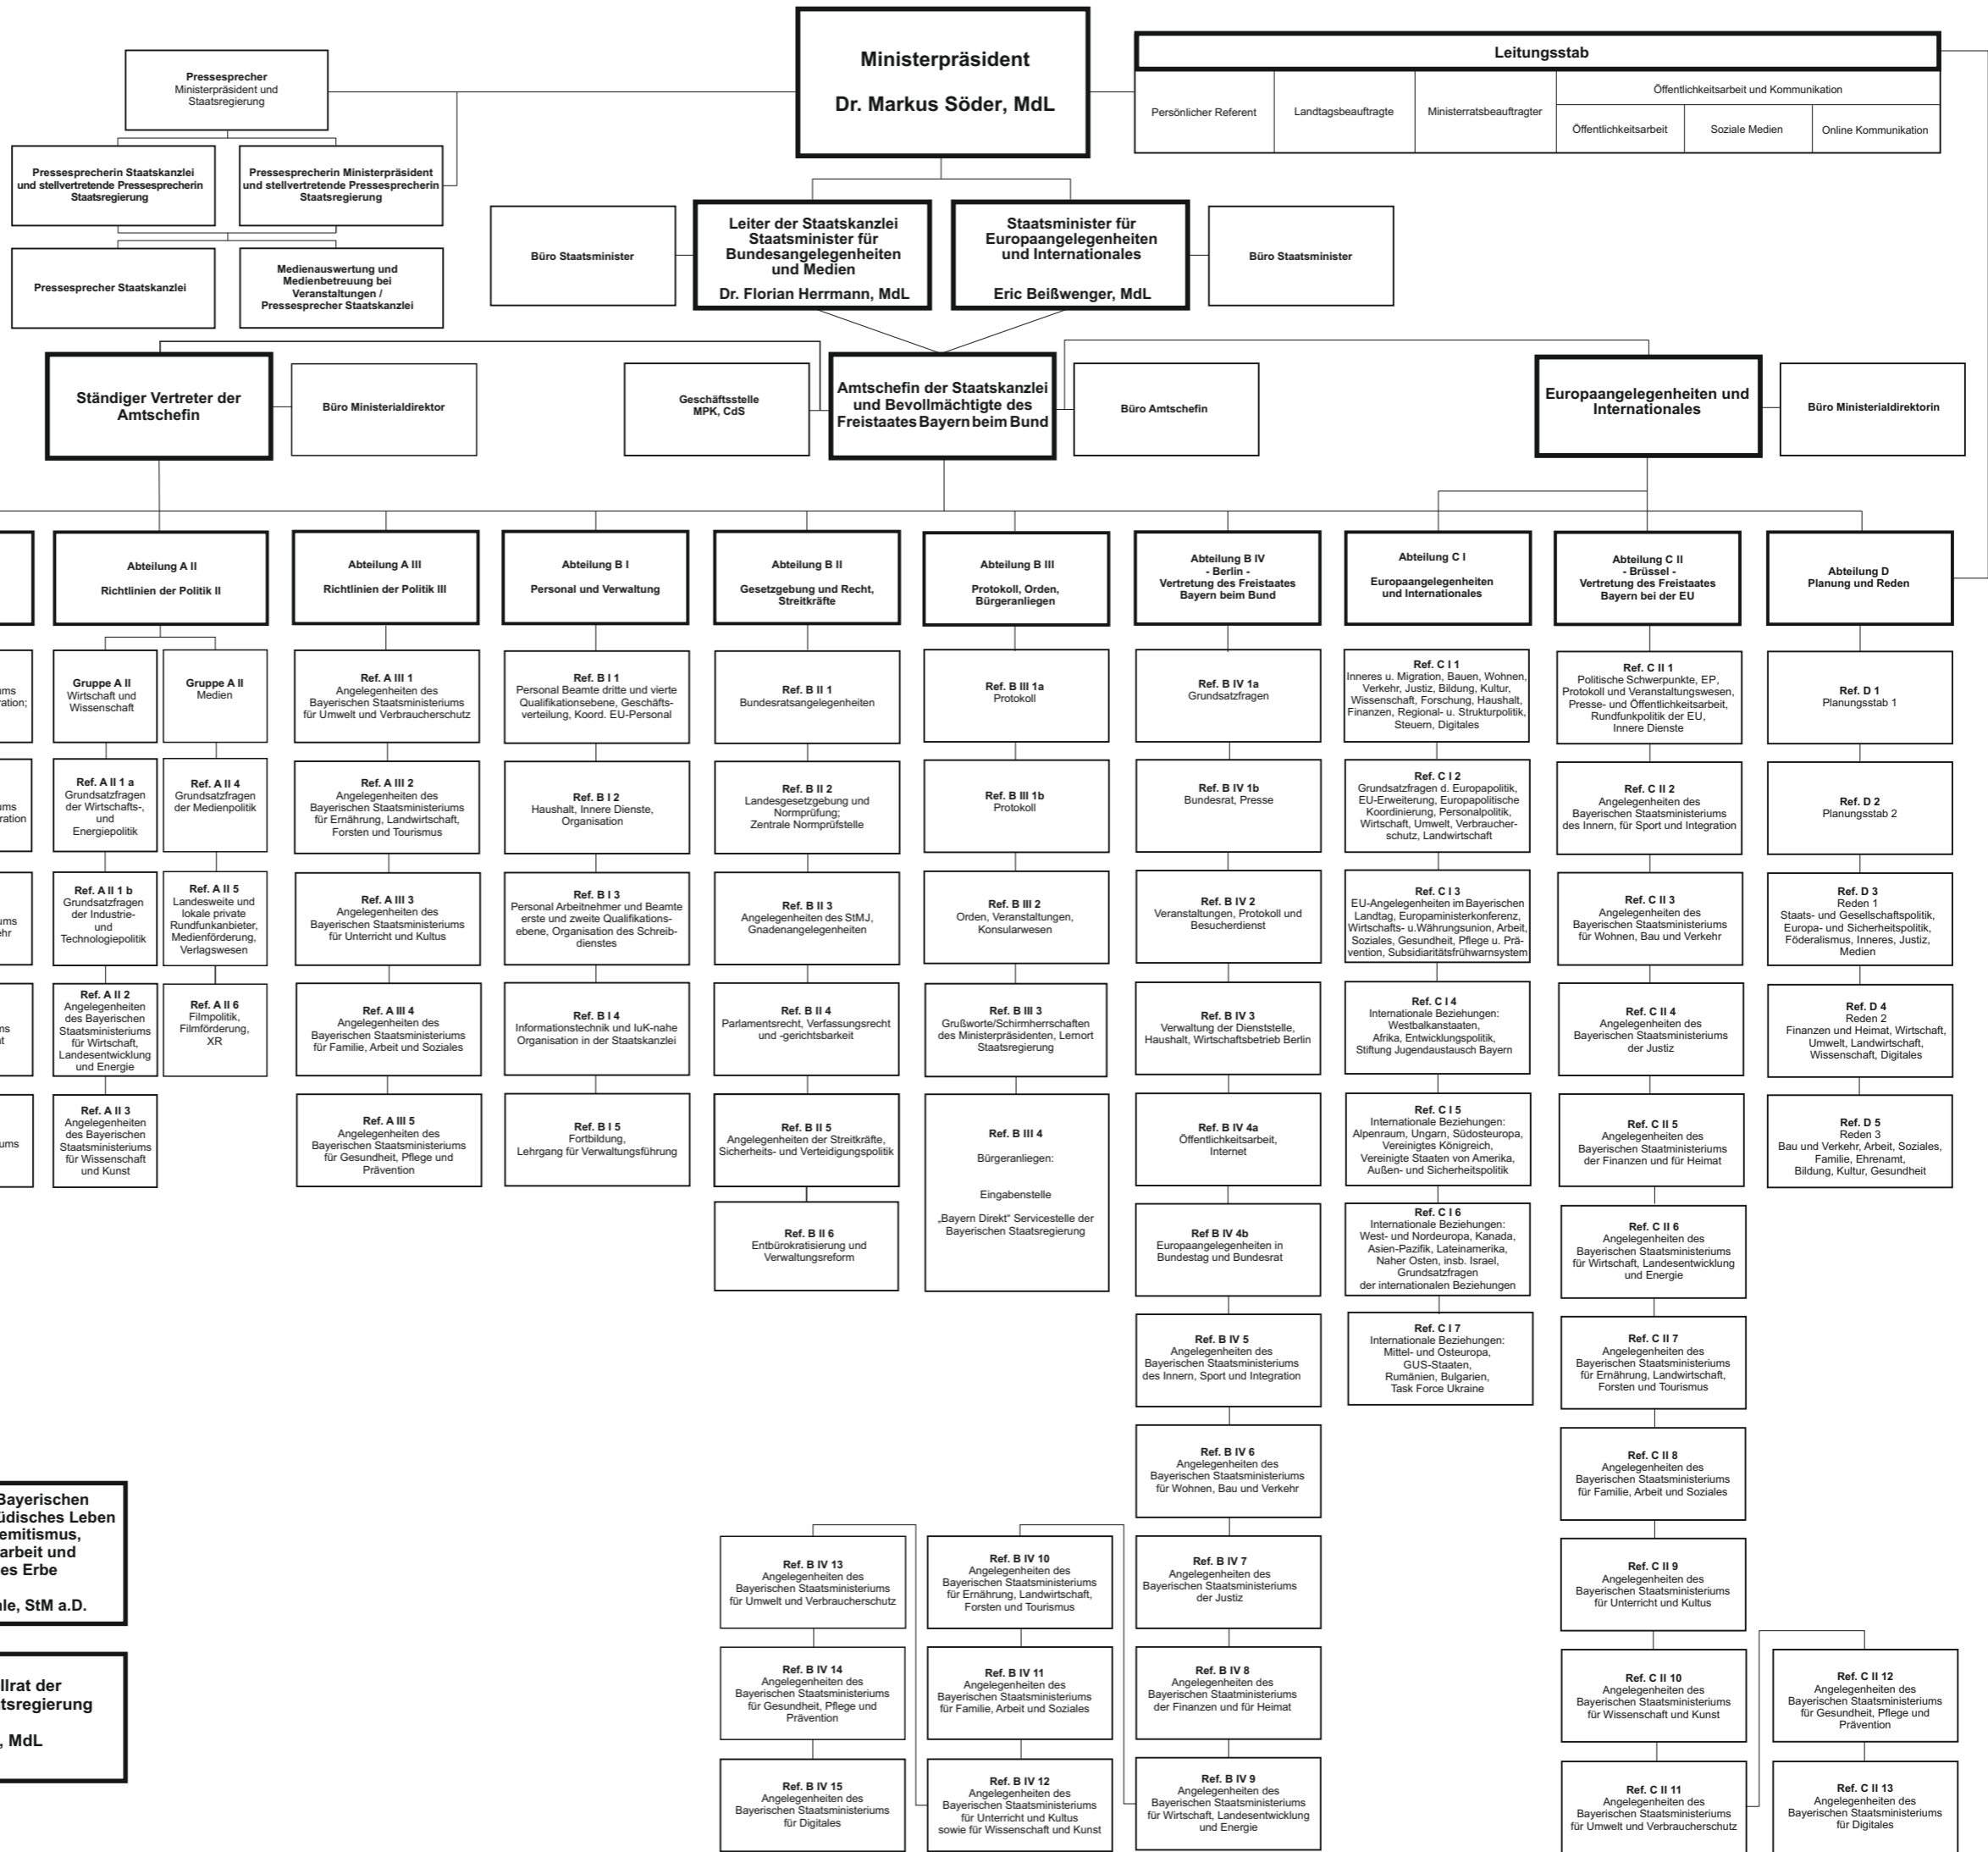 Ministerpräsident
Dr. Markus Söder, MdL
Leitungsstab
Persönlicher Referent
Landtagsbeauftragte
Ministerratsbeauftragter
Öffentlichkeitsarbeit und Kommunikation
Öffentlichkeitsarbeit
Soziale Medien
Online Kommunikation
Pressesprecher
Ministerpräsident und
Staatsregierung
Pressesprecherin Staatskanzlei
und stellvertretende Pressesprecherin
Staatsregierung
Pressesprecherin Ministerpräsident
und stellvertretende Pressesprecherin
Staatsregierung
Pressesprecher Staatskanzlei
Medienauswertung und
Medienbetreuung bei
Veranstaltungen /
Pressesprecher Staatskanzlei
Büro Staatsminister
Leiter der Staatskanzlei
Staatsminister für
Bundesangelegenheiten
und Medien
Dr. Florian Herrmann, MdL
Staatsminister für
Europaangelegenheiten
und Internationales
Eric Beißwenger, MdL
Büro Staatsminister
Ständiger Vertreter der
Amtschefin
Büro Ministerialdirektor
Geschäftsstelle
MPK, CdS
Amtschefin der Staatskanzlei
und Bevollmächtigte des
Freistaates Bayern beim Bund
Büro Amtschefin
Europaangelegenheiten und
Internationales
Büro Ministerialdirektorin
Abteilung A II
Richtlinien der Politik II
Abteilung A III
Richtlinien der Politik III
Abteilung B I
Personal und Verwaltung
Abteilung B II
Gesetzgebung und Recht,
Streitkräfte
Abteilung B III
Protokoll, Orden,
Bürgeranliegen
Abteilung B IV
- Berlin -
Vertretung des Freistaates
Bayern beim Bund
Abteilung C I
Europaangelegenheiten
und Internationales
Abteilung C II
- Brüssel -
Vertretung des Freistaates
Bayern bei der EU
Abteilung D
Planung und Reden
ums
ration;
Gruppe A II
Wirtschaft und
Wissenschaft
Gruppe A II
Medien
Ref. A III 1
Angelegenheiten des
Bayerischen Staatsministeriums
für Umwelt und Verbraucherschutz
Ref. B I 1
Personal Beamte dritte und vierte
Qualifikationsebene, Geschäfts-
verteilung, Koord. EU-Personal
Ref. B II 1
Bundesratsangelegenheiten
Ref. B III 1a
Protokoll
Ref. B IV 1a
Grundsatzfragen
Ref. C I 1
Inneres u. Migration, Bauen, Wohnen,
Verkehr, Justiz, Bildung, Kultur,
Wissenschaft, Forschung, Haushalt,
Finanzen, Regional- u. Strukturpolitik,
Steuern, Digitales
Ref. C II 1
Politische Schwerpunkte, EP,
Protokoll und Veranstaltungswesen,
Presse- und Öffentlichkeitsarbeit,
Rundfunkpolitik der EU,
Innere Dienste
Ref. D 1
Planungsstab 1
ums
ration
Ref. A II 1 a
Grundsatzfragen
der Wirtschafts-,
und
Energiepolitik
Ref. A II 4
Grundsatzfragen
der Medienpolitik
Ref. A III 2
Angelegenheiten des
Bayerischen Staatsministeriums
für Ernährung, Landwirtschaft,
Forsten und Tourismus
Ref. B I 2
Haushalt, Innere Dienste,
Organisation
Ref. B II 2
Landesgesetzgebung und
Normprüfung;
Zentrale Normprüfstelle
Ref. B III 1b
Protokoll
Ref. B IV 1b
Bundesrat, Presse
Ref. C I 2
Grundsatzfragen d. Europapolitik,
EU-Erweiterung, Europapolitische
Koordinierung, Personalpolitik,
Wirtschaft, Umwelt, Verbraucher-
schutz, Landwirtschaft
Ref. C II 2
Angelegenheiten des
Bayerischen Staatsministeriums
des Innern, für Sport und Integration
Ref. D 2
Planungsstab 2
ums
ehr
Ref. A II 1 b
Grundsatzfragen
der Industrie-
und
Technologiepolitik
Ref. A II 5
Landesweite und
lokale private
Rundfunkanbieter,
Medienförderung,
Verlagswesen
Ref. A III 3
Angelegenheiten des
Bayerischen Staatsministeriums
für Unterricht und Kultus
Ref. B I 3
Personal Arbeitnehmer und Beamte
erste und zweite Qualifikations-
ebene, Organisation des Schreib-
dienstes
Ref. B II 3
Angelegenheiten des StMJ,
Gnadenangelegenheiten
Ref. B III 2
Orden, Veranstaltungen,
Konsularwesen
Ref. B IV 2
Veranstaltungen, Protokoll und
Besucherdienst
Ref. C I 3
EU-Angelegenheiten im Bayerischen
Landtag, Europaministerkonferenz,
Wirtschafts- u.Währungsunion, Arbeit,
Soziales, Gesundheit, Pflege u. Prä-
vention, Subsidiaritätsfrühwarnsystem
Ref. C II 3
Angelegenheiten des
Bayerischen Staatsministeriums
für Wohnen, Bau und Verkehr
Ref. D 3
Reden 1
Staats- und Gesellschaftspolitik,
Europa- und Sicherheitspolitik,
Föderalismus, Inneres, Justiz,
Medien
ms
t
Ref. A II 2
Angelegenheiten
des Bayerischen
Staatsministeriums
für Wirtschaft,
Landesentwicklung
und Energie
Ref. A II 6
Filmpolitik,
Filmförderung,
XR
Ref. A III 4
Angelegenheiten des
Bayerischen Staatsministeriums
für Familie, Arbeit und Soziales
Ref. B I 4
Informationstechnik und IuK-nahe
Organisation in der Staatskanzlei
Ref. B II 4
Parlamentsrecht, Verfassungsrecht
und -gerichtsbarkeit
Ref. B III 3
Grußworte/Schirmherrschaften
des Ministerpräsidenten, Lernort
Staatsregierung
Ref. B IV 3
Verwaltung der Dienststelle,
Haushalt, Wirtschaftsbetrieb Berlin
Ref. C I 4
Internationale Beziehungen:
Westbalkanstaaten,
Afrika, Entwicklungspolitik,
Stiftung Jugendaustausch Bayern
Ref. C II 4
Angelegenheiten des
Bayerischen Staatsministeriums
der Justiz
Ref. D 4
Reden 2
Finanzen und Heimat, Wirtschaft,
Umwelt, Landwirtschaft,
Wissenschaft, Digitales
ums
Ref. A II 3
Angelegenheiten
des Bayerischen
Staatsministeriums
für Wissenschaft
und Kunst
Ref. A III 5
Angelegenheiten des
Bayerischen Staatsministeriums
für Gesundheit, Pflege und
Prävention
Ref. B I 5
Fortbildung,
Lehrgang für Verwaltungsführung
Ref. B II 5
Angelegenheiten der Streitkräfte,
Sicherheits- und Verteidigungspolitik
Ref. B III 4
Bürgeranliegen:
Eingabenstelle
„Bayern Direkt“ Servicestelle der
Bayerischen Staatsregierung
Ref. B IV 4a
Öffentlichkeitsarbeit,
Internet
Ref. C I 5
Internationale Beziehungen:
Alpenraum, Ungarn, Südosteuropa,
Vereinigtes Königreich,
Vereinigte Staaten von Amerika,
Außen- und Sicherheitspolitik
Ref. C II 5
Angelegenheiten des
Bayerischen Staatsministeriums
der Finanzen und für Heimat
Ref. D 5
Reden 3
Bau und Verkehr, Arbeit, Soziales,
Familie, Ehrenamt,
Bildung, Kultur, Gesundheit
Ref. B II 6
Entbürokratisierung und
Verwaltungsreform
Ref B IV 4b
Europaangelegenheiten in
Bundestag und Bundesrat
Ref. C I 6
Internationale Beziehungen:
West- und Nordeuropa, Kanada,
Asien-Pazifik, Lateinamerika,
Naher Osten, insb. Israel,
Grundsatzfragen
der internationalen Beziehungen
Ref. C II 6
Angelegenheiten des
Bayerischen Staatsministeriums
für Wirtschaft, Landesentwicklung
und Energie
Ref. B IV 5
Angelegenheiten des
Bayerischen Staatsministeriums
des Innern, Sport und Integration
Ref. C I 7
Internationale Beziehungen:
Mittel- und Osteuropa,
GUS-Staaten,
Rumänien, Bulgarien,
Task Force Ukraine
Ref. C II 7
Angelegenheiten des
Bayerischen Staatsministeriums
für Ernährung, Landwirtschaft,
Forsten und Tourismus
Ref. B IV 6
Angelegenheiten des
Bayerischen Staatsministeriums
für Wohnen, Bau und Verkehr
Ref. C II 8
Angelegenheiten des
Bayerischen Staatsministeriums
für Familie, Arbeit und Soziales
Bayerischen
üdisches Leben
emitismus,
arbeit und
es Erbe
nle, StM a.D.
Ref. B IV 13
Angelegenheiten des
Bayerischen Staatsministeriums
für Umwelt und Verbraucherschutz
Ref. B IV 10
Angelegenheiten des
Bayerischen Staatsministeriums
für Ernährung, Landwirtschaft,
Forsten und Tourismus
Ref. B IV 7
Angelegenheiten des
Bayerischen Staatsministeriums
der Justiz
Ref. C II 9
Angelegenheiten des
Bayerischen Staatsministeriums
für Unterricht und Kultus
llrat der
tsregierung
, MdL
Ref. B IV 14
Angelegenheiten des
Bayerischen Staatsministeriums
für Gesundheit, Pflege und
Prävention
Ref. B IV 11
Angelegenheiten des
Bayerischen Staatsministeriums
für Familie, Arbeit und Soziales
Ref. B IV 8
Angelegenheiten des
Bayerischen Staatsministeriums
der Finanzen und für Heimat
Ref. C II 10
Angelegenheiten des
Bayerischen Staatsministeriums
für Wissenschaft und Kunst
Ref. C II 12
Angelegenheiten des
Bayerischen Staatsministeriums
für Gesundheit, Pflege und
Prävention
Ref. B IV 15
Angelegenheiten des
Bayerischen Staatsministeriums
für Digitales
Ref. B IV 12
Angelegenheiten des
Bayerischen Staatsministeriums
für Unterricht und Kultus
sowie für Wissenschaft und Kunst
Ref. B IV 9
Angelegenheiten des
Bayerischen Staatsministeriums
für Wirtschaft, Landesentwicklung
und Energie
Ref. C II 11
Angelegenheiten des
Bayerischen Staatsministeriums
für Umwelt und Verbraucherschutz
Ref. C II 13
Angelegenheiten des
Bayerischen Staatsministeriums
für Digitales